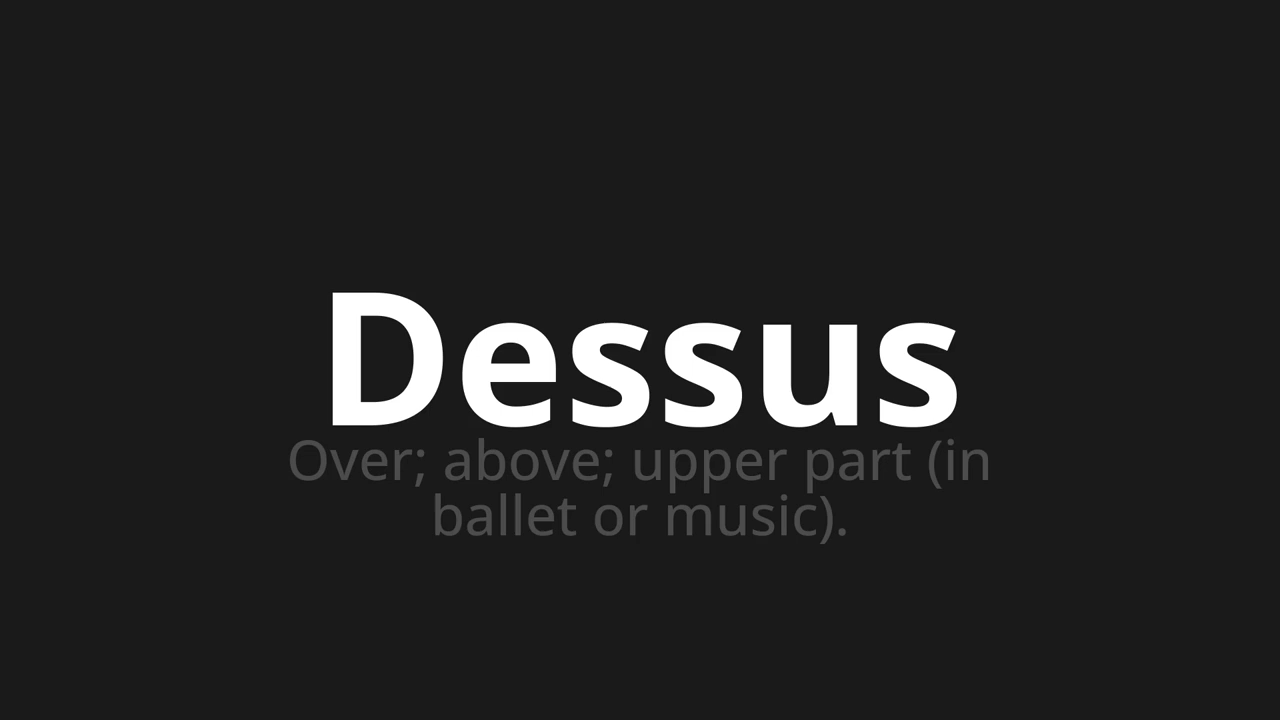 Dessus
Over; above; upper part (in
ballet or music).